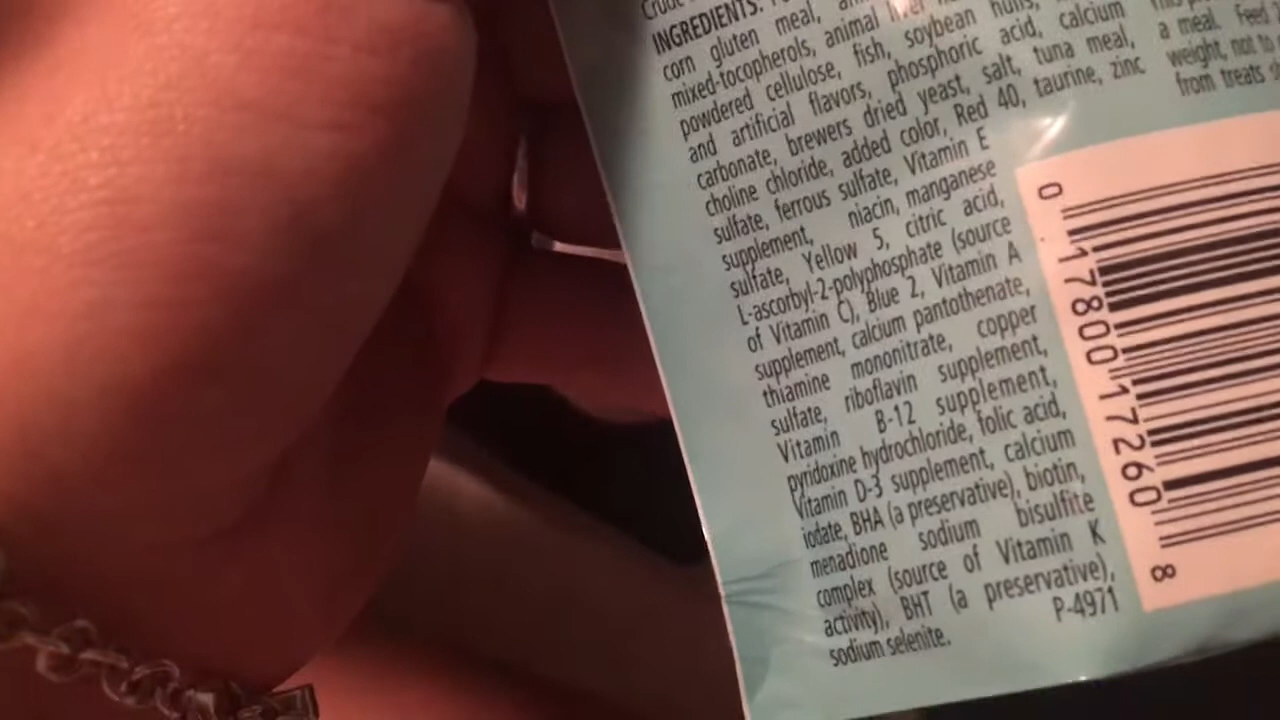 Crude
INGREDIENTS:
corn gluten meal,
mixed-tocopherols, animal liver
powdered cellulose, fish, soybean hulls,
and artificial flavors, phosphoric acid, calcium
carbonate, brewers dried yeast, salt, tuna meal,
choline chloride, added color, Red 40, taurine, zinc
sulfate, ferrous sulfate, Vitamin E
supplement, niacin, manganese
sulfate, Yellow 5, citric acid,
L-ascorbyl-2-polyphosphate (source
of Vitamin C), Blue 2, Vitamin A
supplement, calcium pantothenate,
thiamine mononitrate, copper
sulfate, riboflavin supplement,
Vitamin B-12 supplement,
pyridoxine hydrochloride, folic acid,
Vitamin D-3 supplement, calcium
iodate, BHA (a preservative), biotin,
menadione sodium bisulfite
complex (source of Vitamin K
activity), BHT (a preservative),
sodium selenite.
P-4971
a meal. Feed
weight, not to
from treats
0 17800 17260 8